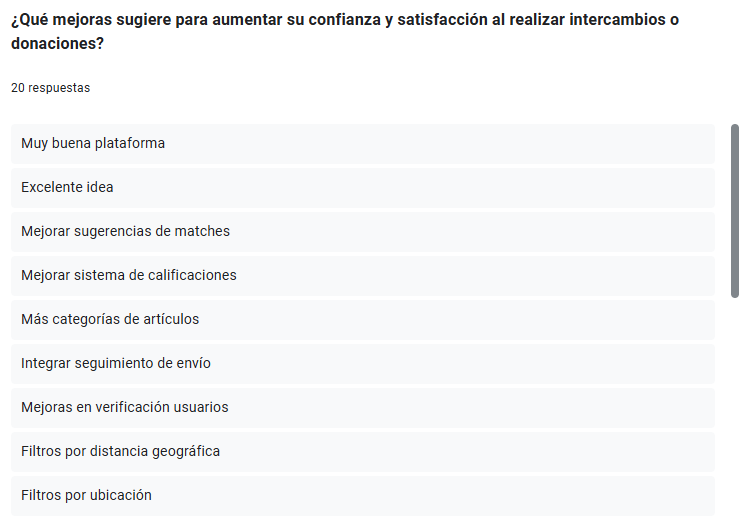 ¿Qué mejoras sugiere para aumentar su confianza y satisfacción al realizar intercambios o
donaciones?
20 respuestas
Muy buena plataforma
Excelente idea
Mejorar sugerencias de matches
Mejorar sistema de calificaciones
Más categorías de artículos
Integrar seguimiento de envío
Mejoras en verificación usuarios
Filtros por distancia geográfica
Filtros por ubicación